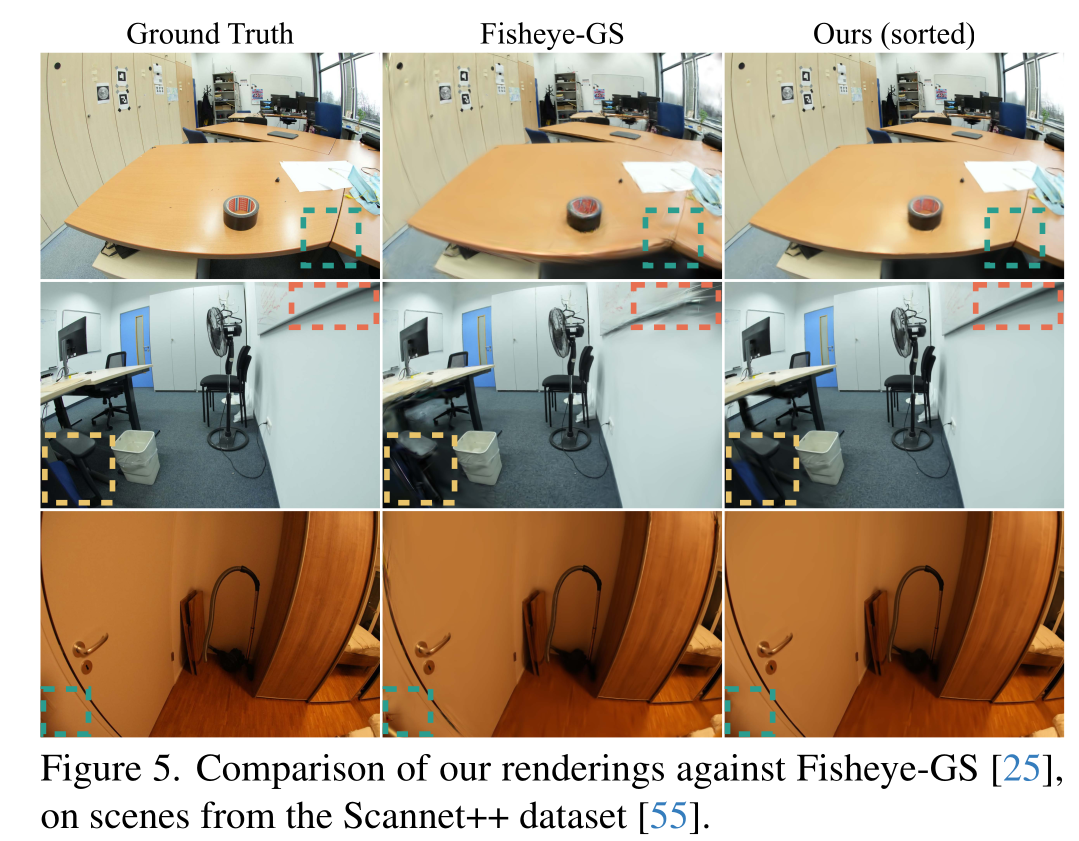 Ground Truth
Fisheye-GS
Ours (sorted)
Figure 5. Comparison of our renderings against Fisheye-GS [25],
on scenes from the Scannet++ dataset [55].